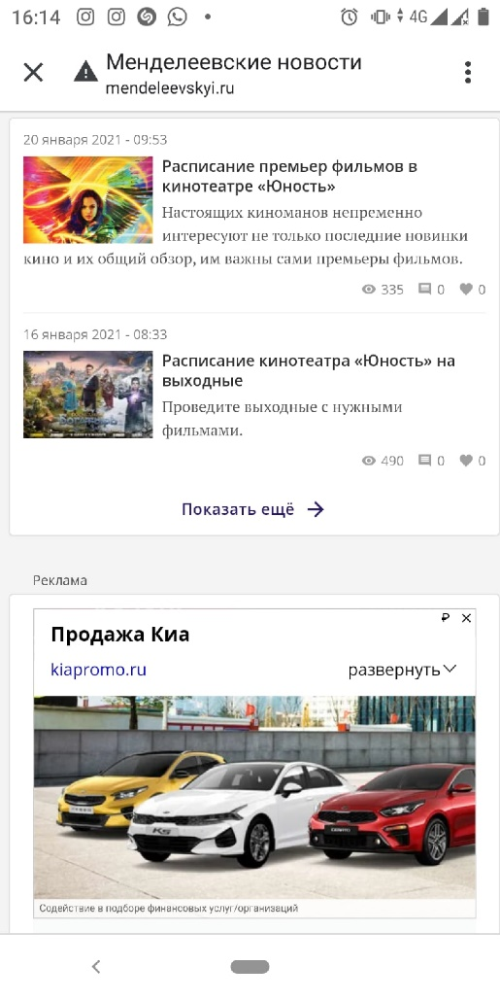 16:14
4G
Менделеевские новости
mendeleevskyi.ru
20 января 2021 - 09:53
Расписание премьер фильмов в
кинотеатре «Юность»
Настоящих киноманов непременно
интересуют не только последние новинки
кино и их общий обзор, им важны сами премьеры фильмов.
335 0 0
16 января 2021 - 08:33
Расписание кинотеатра «Юность» на
выходные
Проведите выходные с нужными
фильмами.
490 0 0
Показать ещё
Реклама
Продажа Киа
kiapromo.ru
развернуть
K5
CERATO
Содействие в подборе финансовых услуг/организаций